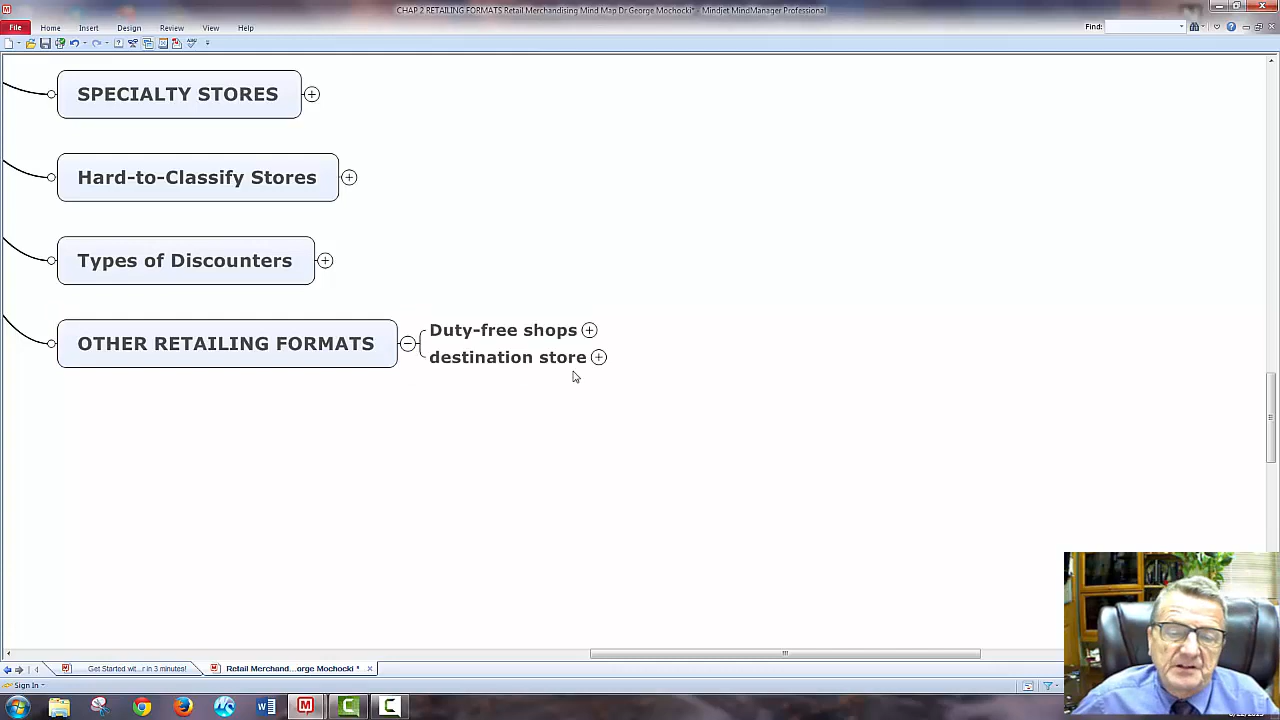 CHAP 2 RETAILING FORMATS Retail Merchandising Mind Map Dr George Mochocki* - Mindjet MindManager Professional
File Home Insert Design Review View Help Find:
SPECIALTY STORES
Hard-to-Classify Stores
Types of Discounters
OTHER RETAILING FORMATS
Duty-free shops
destination store
Get Started wit...r in 3 minutes! Retail Merchand...orge Mochocki *
Sign In